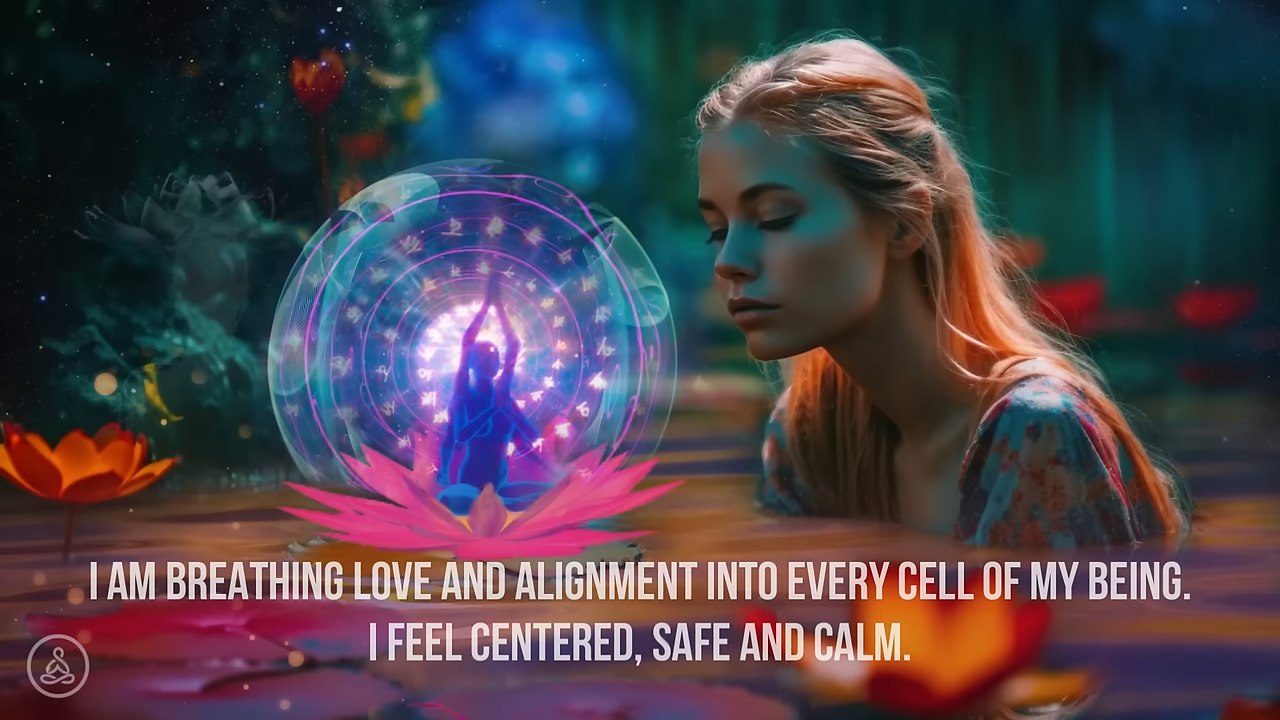 I AM BREATHING LOVE AND ALIGNMENT INTO EVERY CELL OF MY BEING.
I FEEL CENTERED, SAFE AND CALM.